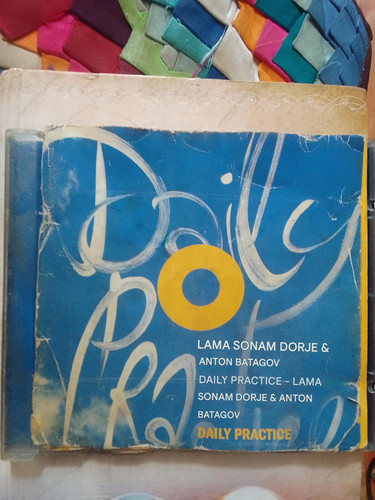 Daily
PRactice
LAMA SONAM DORJE &
ANTON BATAGOV
DAILY PRACTICE – LAMA
SONAM DORJE & ANTON
BATAGOV
DAILY PRACTICE